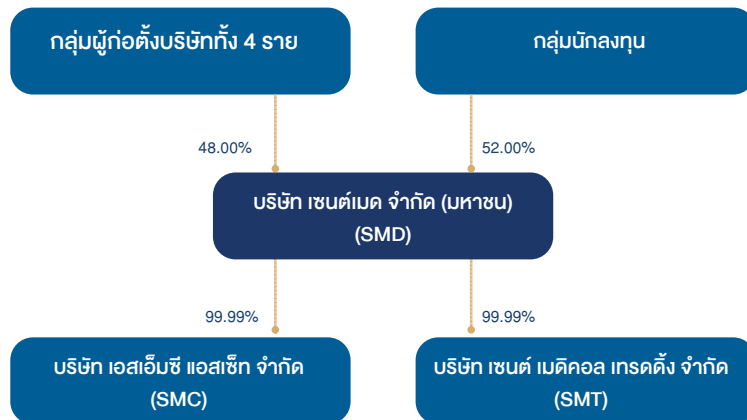 กลุ่มผู้ก่อตั้งบริษัททั้ง 4 ราย
กลุ่มนักลงทุน
48.00%
52.00%
บริษัท เซนต์เมด จำกัด (มหาชน)
(SMD)
99.99%
99.99%
บริษัท เอสเอ็มซี แอสเซ็ท จำกัด
(SMC)
บริษัท เซนต์ เมดิคอล เทรดดิ้ง จำกัด
(SMT)